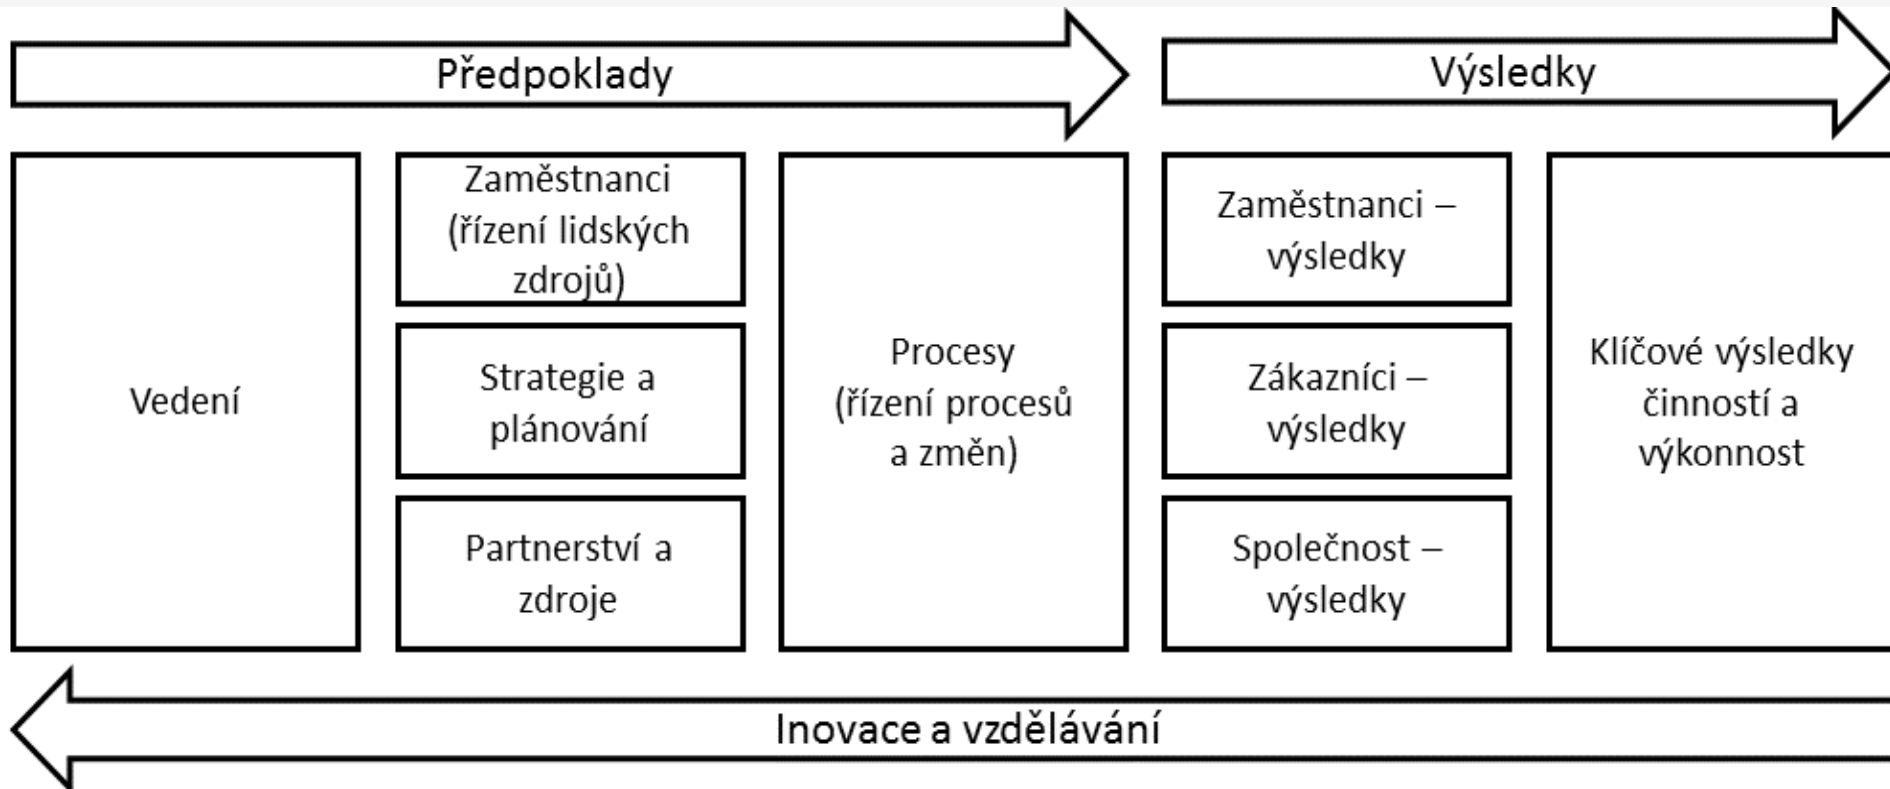 Předpoklady
Výsledky
Vedení
Zaměstnanci
(řízení lidských
zdrojů)
Strategie a
plánování
Partnerství a
zdroje
Procesy
(řízení procesů
a změn)
Zaměstnanci –
výsledky
Zákazníci –
výsledky
Společnost –
výsledky
Klíčové výsledky
činností a
výkonnost
Inovace a vzdělávání